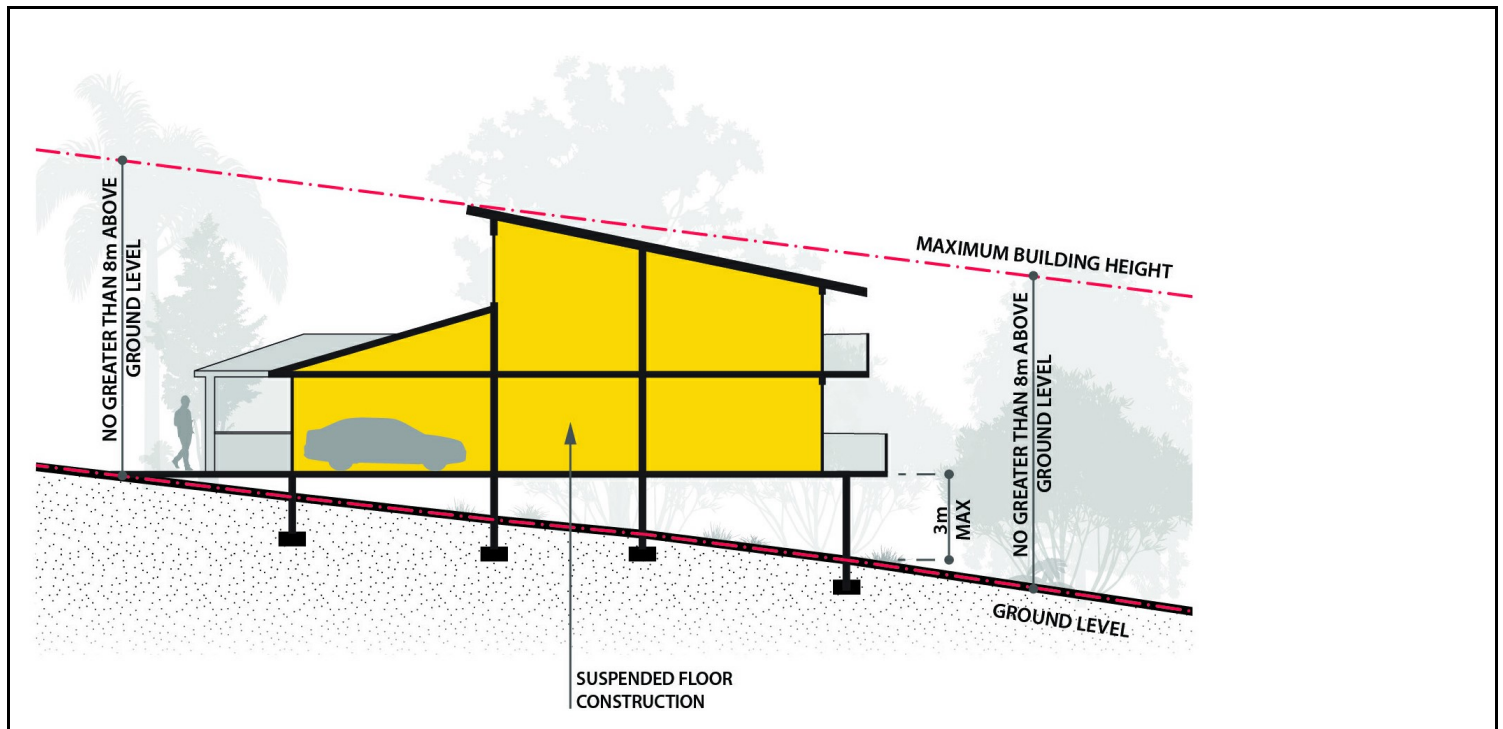 NO GREATER THAN 8m ABOVE
GROUND LEVEL
MAXIMUM BUILDING HEIGHT
NO GREATER THAN 8m ABOVE
GROUND LEVEL
3m
MAX
GROUND LEVEL
SUSPENDED FLOOR
CONSTRUCTION